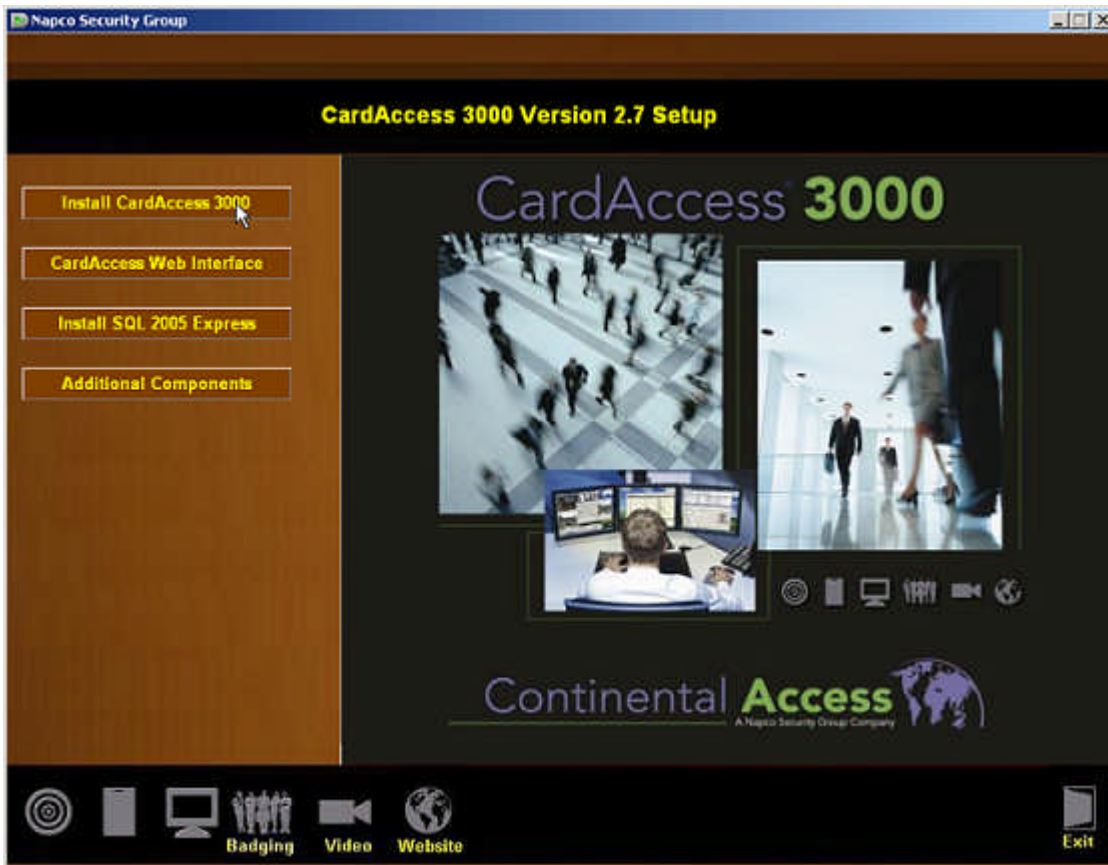 Napco Security Group
CardAccess 3000 Version 2.7 Setup
Install CardAccess 3000
CardAccess Web Interface
Install SQL 2005 Express
Additional Components
CardAccess® 3000
Continental Access
A Napco Security Group Company
Badging
Video
Website
Exit